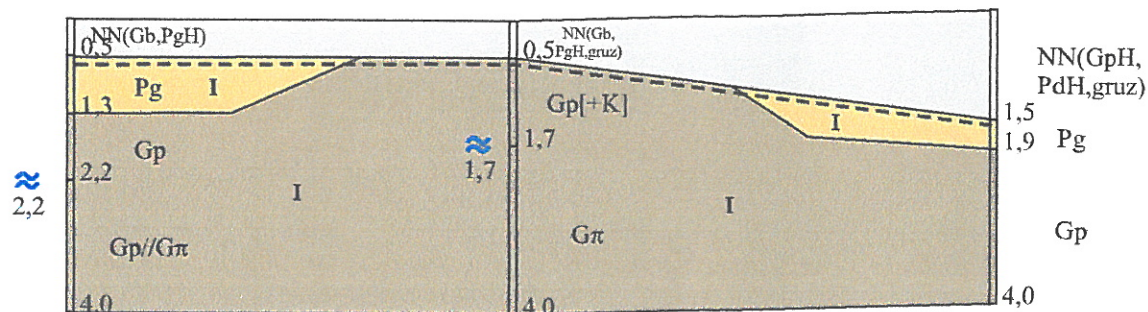 NN(Gb,PgH)
0,5
Pg I
1,3
Gp
2,2
≈
2,2
I
Gp//Gπ
4,0
NN(Gb,
PgH,gruz)
0,5
Gp[+K]
≈
1,7
1,7
I
Gπ
4,0
I
NN(GpH,
PdH,gruz)
1,5
1,9
Pg
Gp
4,0